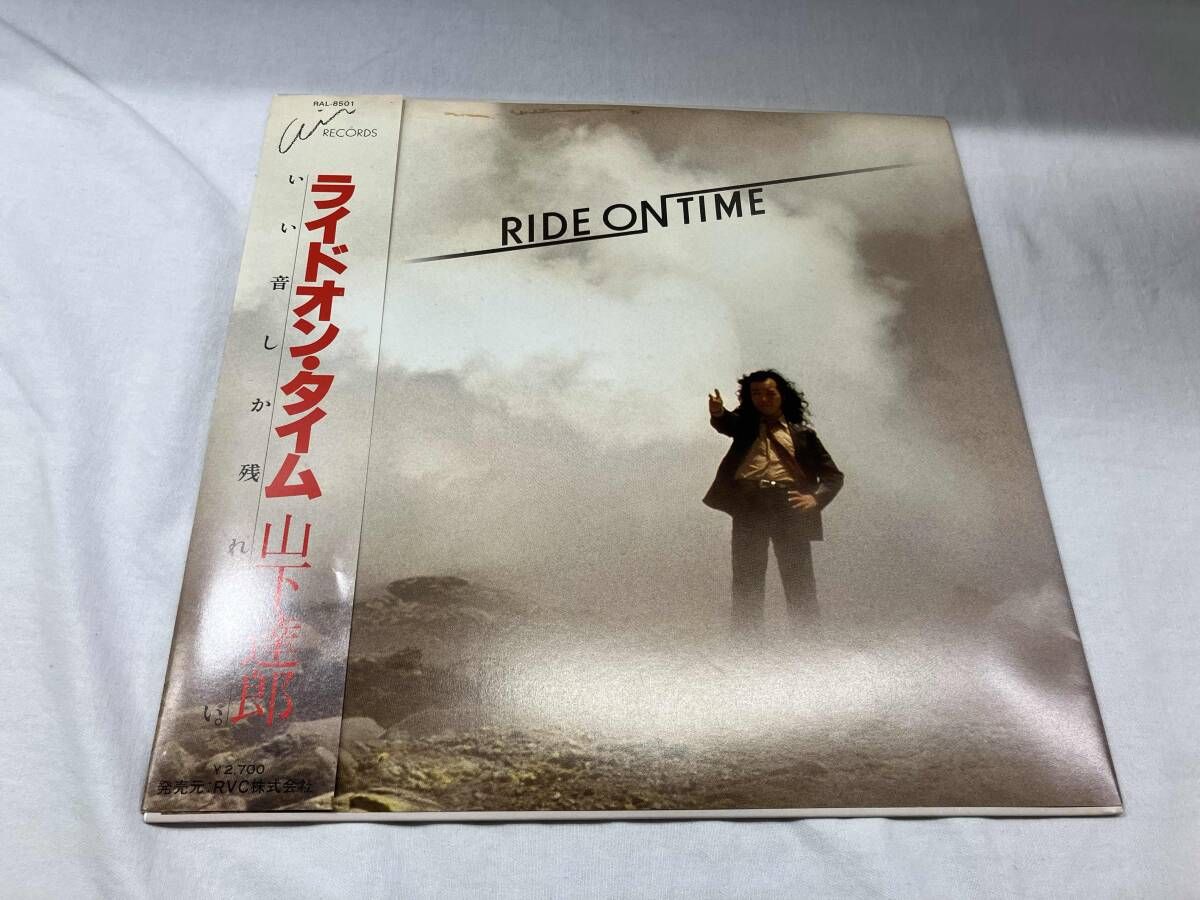 RAL-8501
Air RECORDS
いい音しか残れない。
ライドオン・タイム
山下達郎
¥2,700
発売元:RVC株式会社
RIDE ON TIME